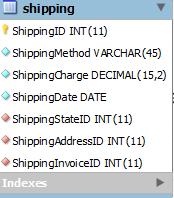 shipping
ShippingID INT(11)
ShippingMethod VARCHAR(45)
ShippingCharge DECIMAL(15,2)
ShippingDate DATE
ShippingStateID INT(11)
ShippingAddressID INT(11)
ShippingInvoiceID INT(11)
Indexes